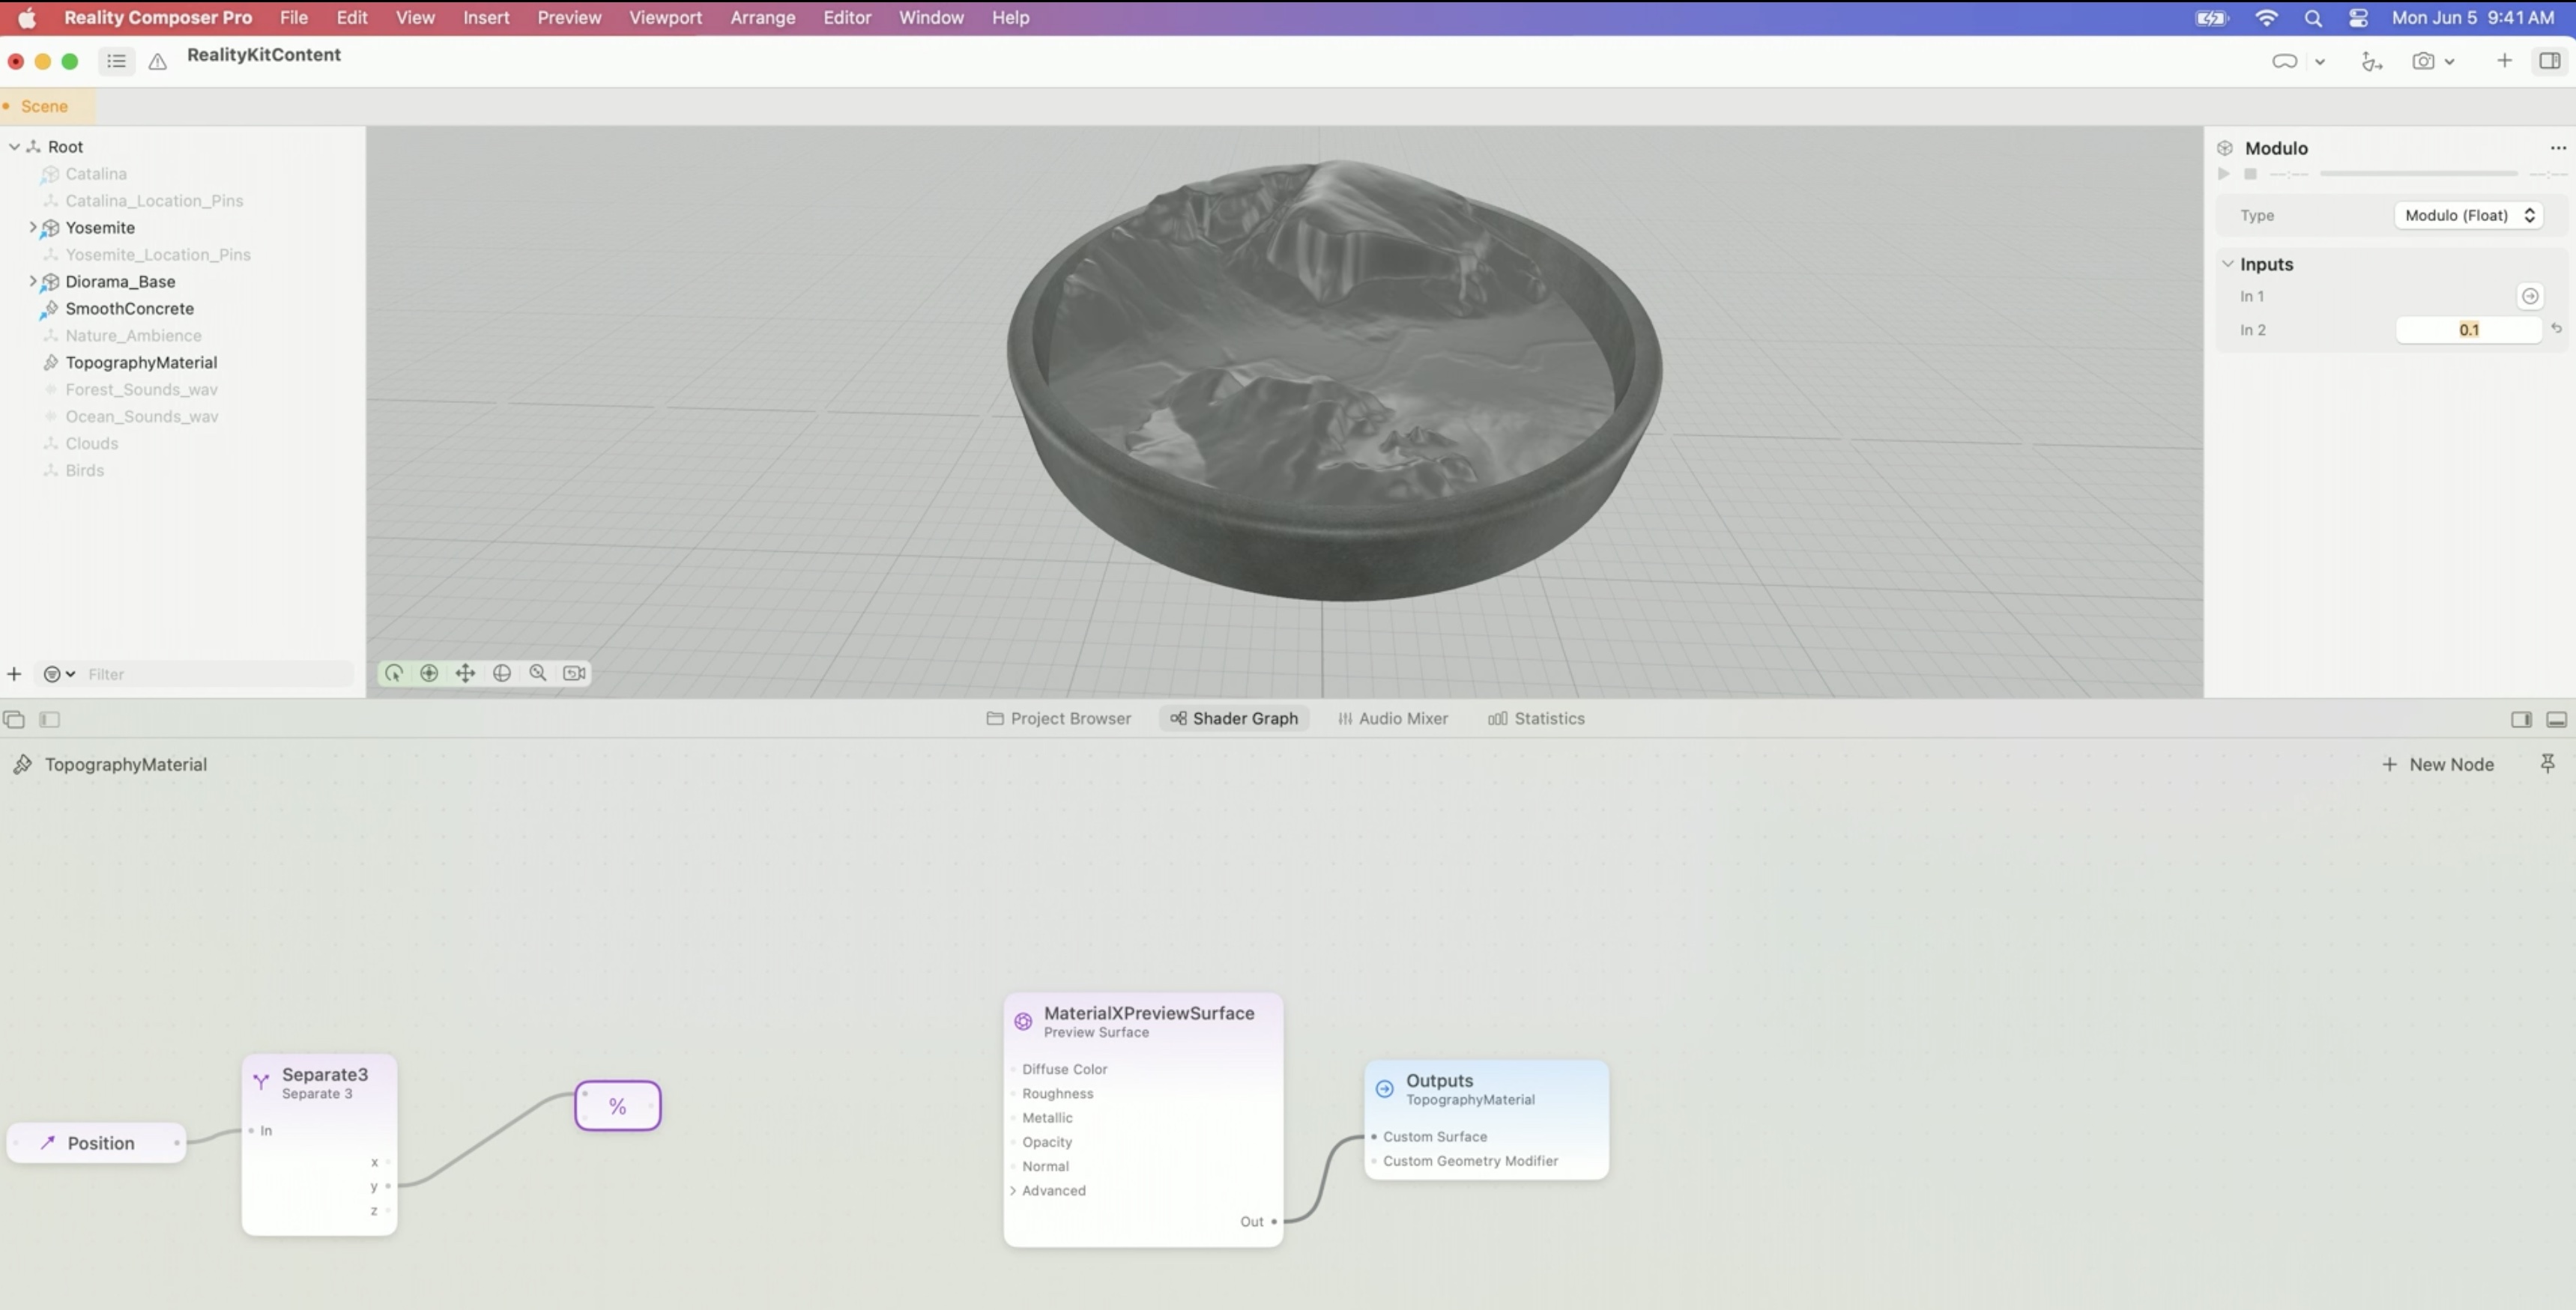 Reality Composer Pro File Edit View Insert Preview Viewport Arrange Editor Window Help Mon Jun 5 9:41 AM
RealityKitContent
Scene
Root
Catalina
Catalina_Location_Pins
Yosemite
Yosemite_Location_Pins
Diorama_Base
SmoothConcrete
Nature_Ambience
TopographyMaterial
Forest_Sounds_wav
Ocean_Sounds_wav
Clouds
Birds
Filter
Modulo
--:-- --:--
Type Modulo (Float)
Inputs
In 1
In 2 0.1
Project Browser Shader Graph Audio Mixer Statistics
TopographyMaterial
+ New Node
Position
Separate3
Separate 3
In
x
y
z
%
MaterialXPreviewSurface
Preview Surface
Diffuse Color
Roughness
Metallic
Opacity
Normal
Advanced
Out
Outputs
TopographyMaterial
Custom Surface
Custom Geometry Modifier